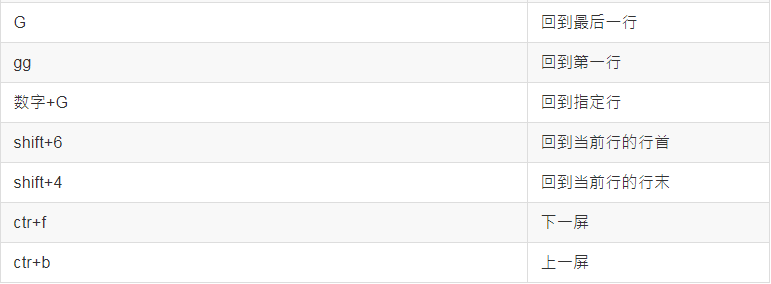 G 回到最后一行
gg 回到第一行
数字+G 回到指定行
shift+6 回到当前行的行首
shift+4 回到当前行的行末
ctr+f 下一屏
ctr+b 上一屏